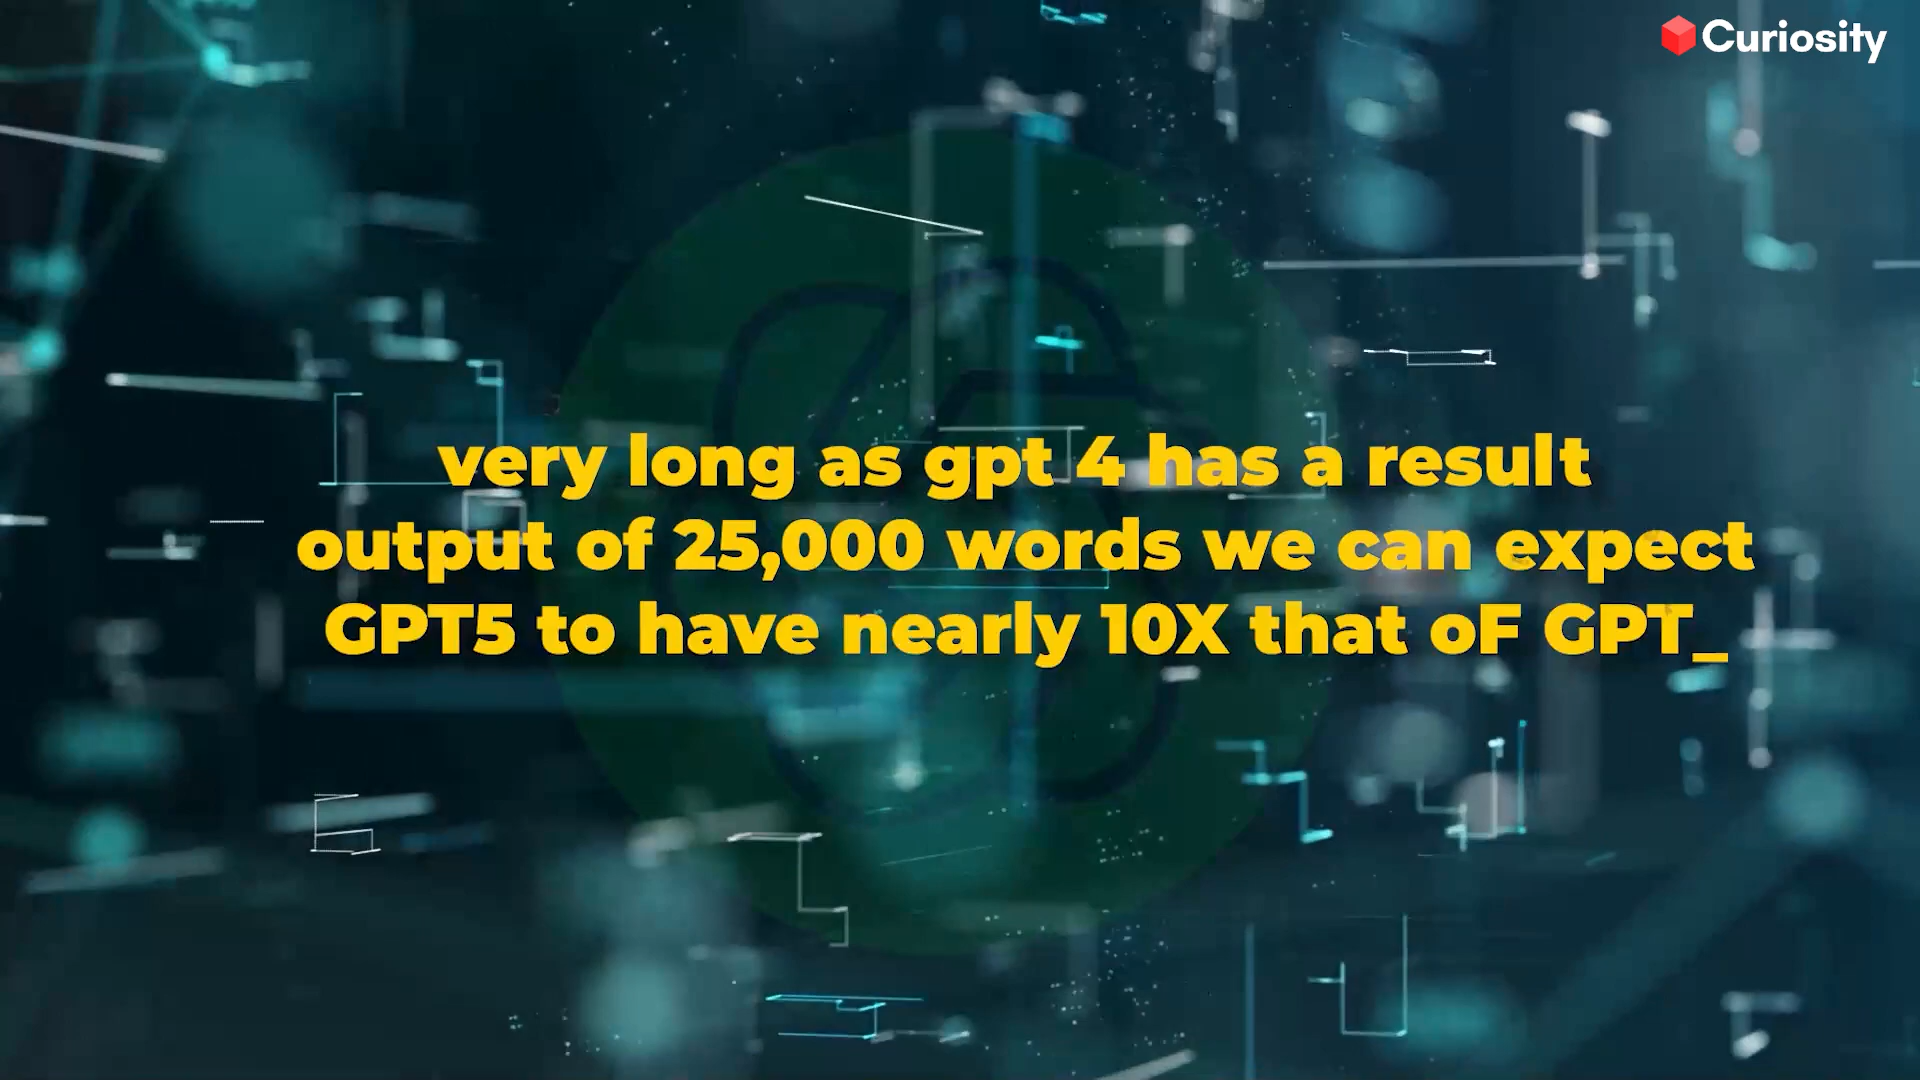 Curiosity
very long as gpt 4 has a result
output of 25,000 words we can expect
GPT5 to have nearly 10X that oF GPT_